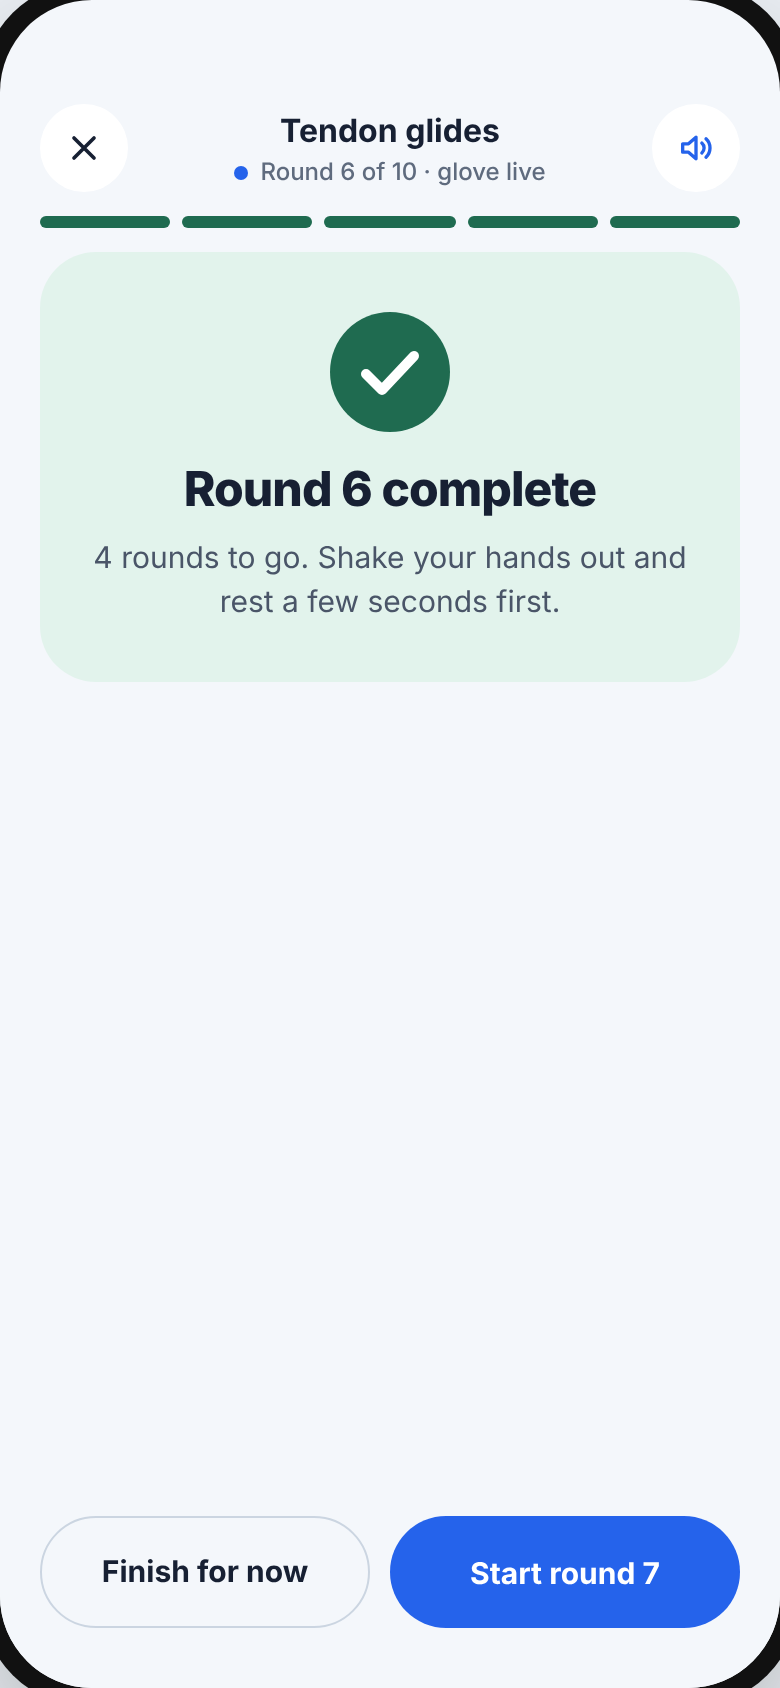 Tendon glides
Round 6 of 10 · glove live
Round 6 complete
4 rounds to go. Shake your hands out and
rest a few seconds first.
Finish for now
Start round 7